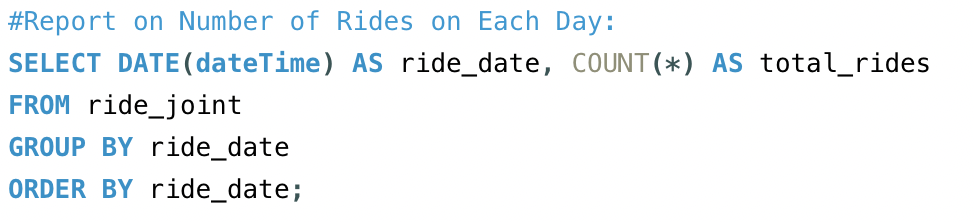 #Report on Number of Rides on Each Day:
SELECT DATE(dateTime) AS ride_date, COUNT(*) AS total_rides
FROM ride_joint
GROUP BY ride_date
ORDER BY ride_date;